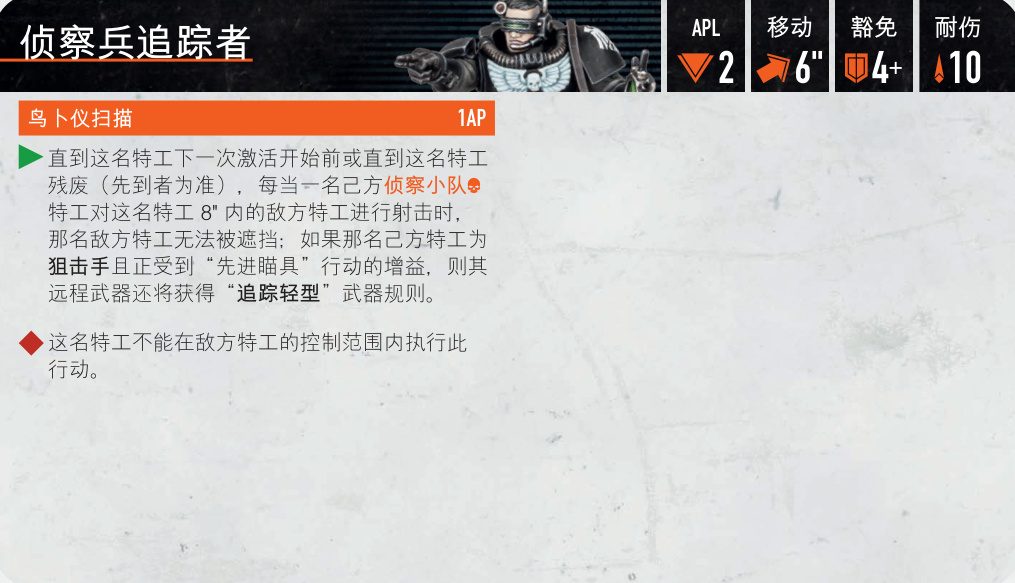 侦察兵追踪者
APL
2
移动
6"
豁免
4+
耐伤
10
鸟卜仪扫描 1AP
直到这名特工下一次激活开始前或直到这名特工
残废（先到者为准），每当一名己方侦察小队
特工对这名特工 8" 内的敌方特工进行射击时，
那名敌方特工无法被遮挡；如果那名己方特工为
狙击手且正受到“先进瞄具”行动的增益，则其
远程武器还将获得“追踪轻型”武器规则。
这名特工不能在敌方特工的控制范围内执行此
行动。